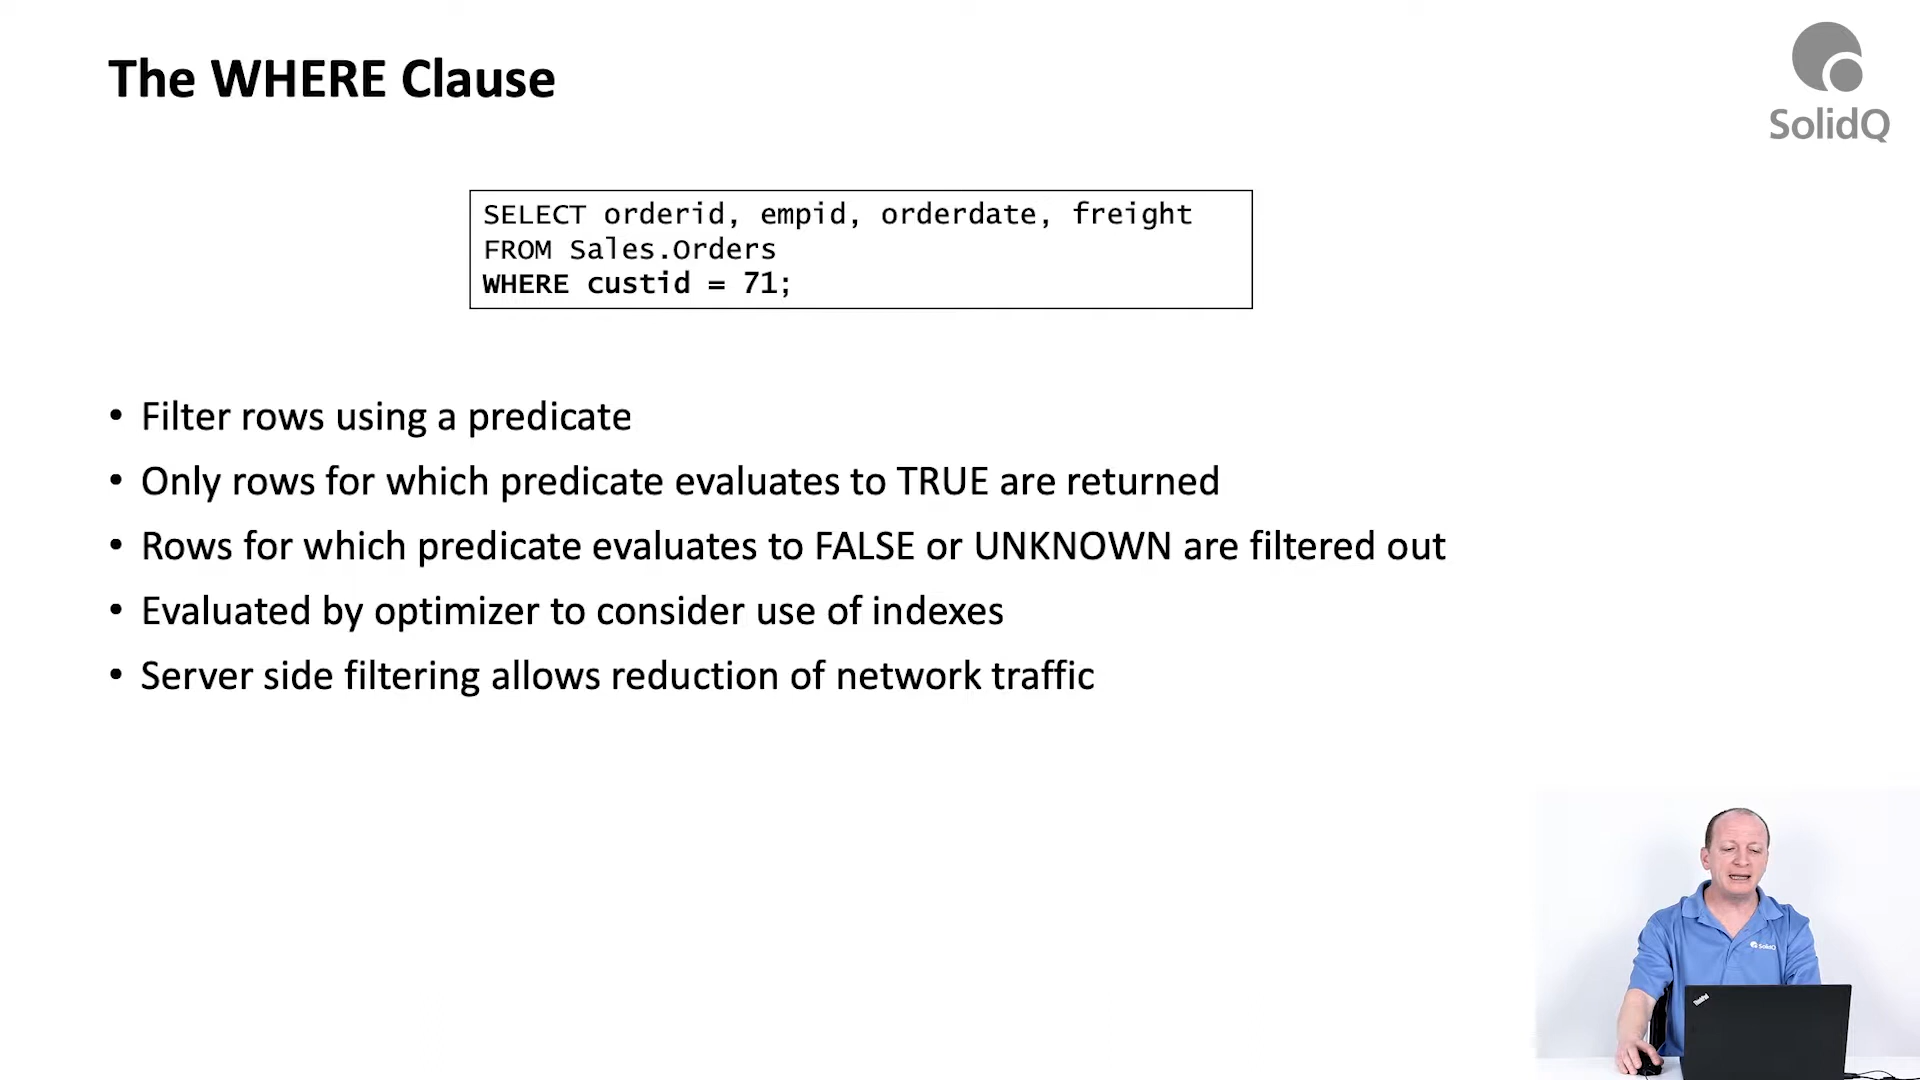 The WHERE Clause
SolidQ
SELECT orderid, empid, orderdate, freight
FROM Sales.Orders
WHERE custid = 71;
• Filter rows using a predicate
• Only rows for which predicate evaluates to TRUE are returned
• Rows for which predicate evaluates to FALSE or UNKNOWN are filtered out
• Evaluated by optimizer to consider use of indexes
• Server side filtering allows reduction of network traffic
SolidQ
ThinkPad